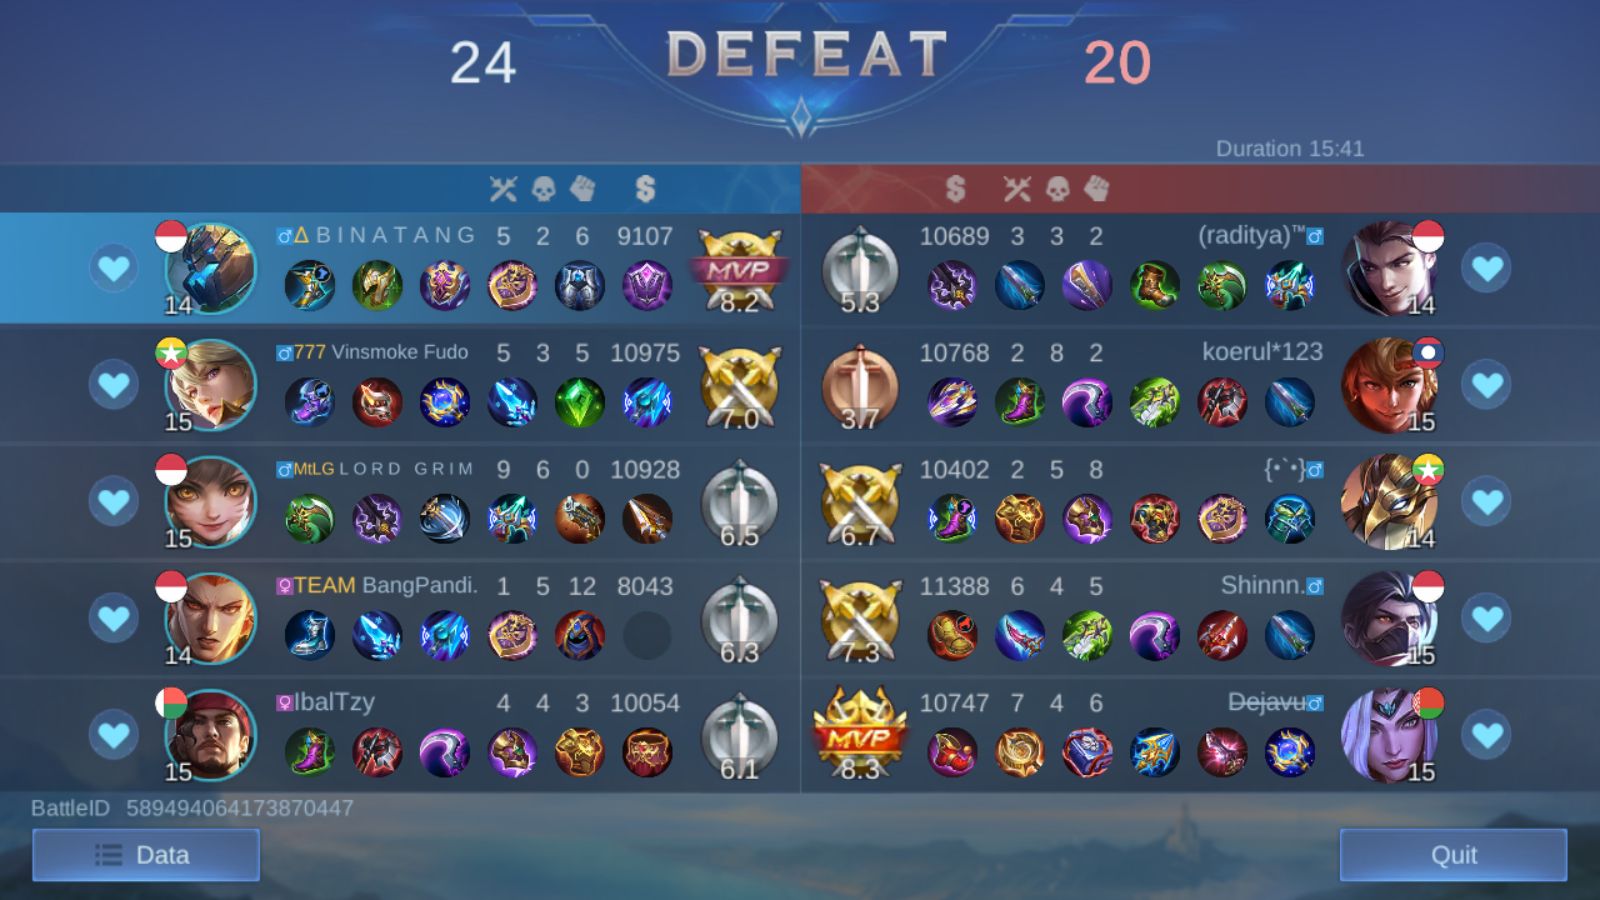 24 DEFEAT 20
Duration 15:41
Δ B I N A T A N G 5 2 6 9107 MVP 8.2 14
5.3 10689 3 3 2 (raditya)™ 14
777 Vinsmoke Fudo 5 3 5 10975 7.0 15
3.7 10768 2 8 2 koerul*123 15
MtLG L O R D G R I M 9 6 0 10928 6.5 15
6.7 10402 2 5 8 {•`•} 14
TEAM BangPandi. 1 5 12 8043 6.3 14
7.3 11388 6 4 5 Shinnn. 15
IbalTzy 4 4 3 10054 6.1 15
MVP 8.3 10747 7 4 6 Dejavu 15
BattleID 589494064173870447
Data
Quit